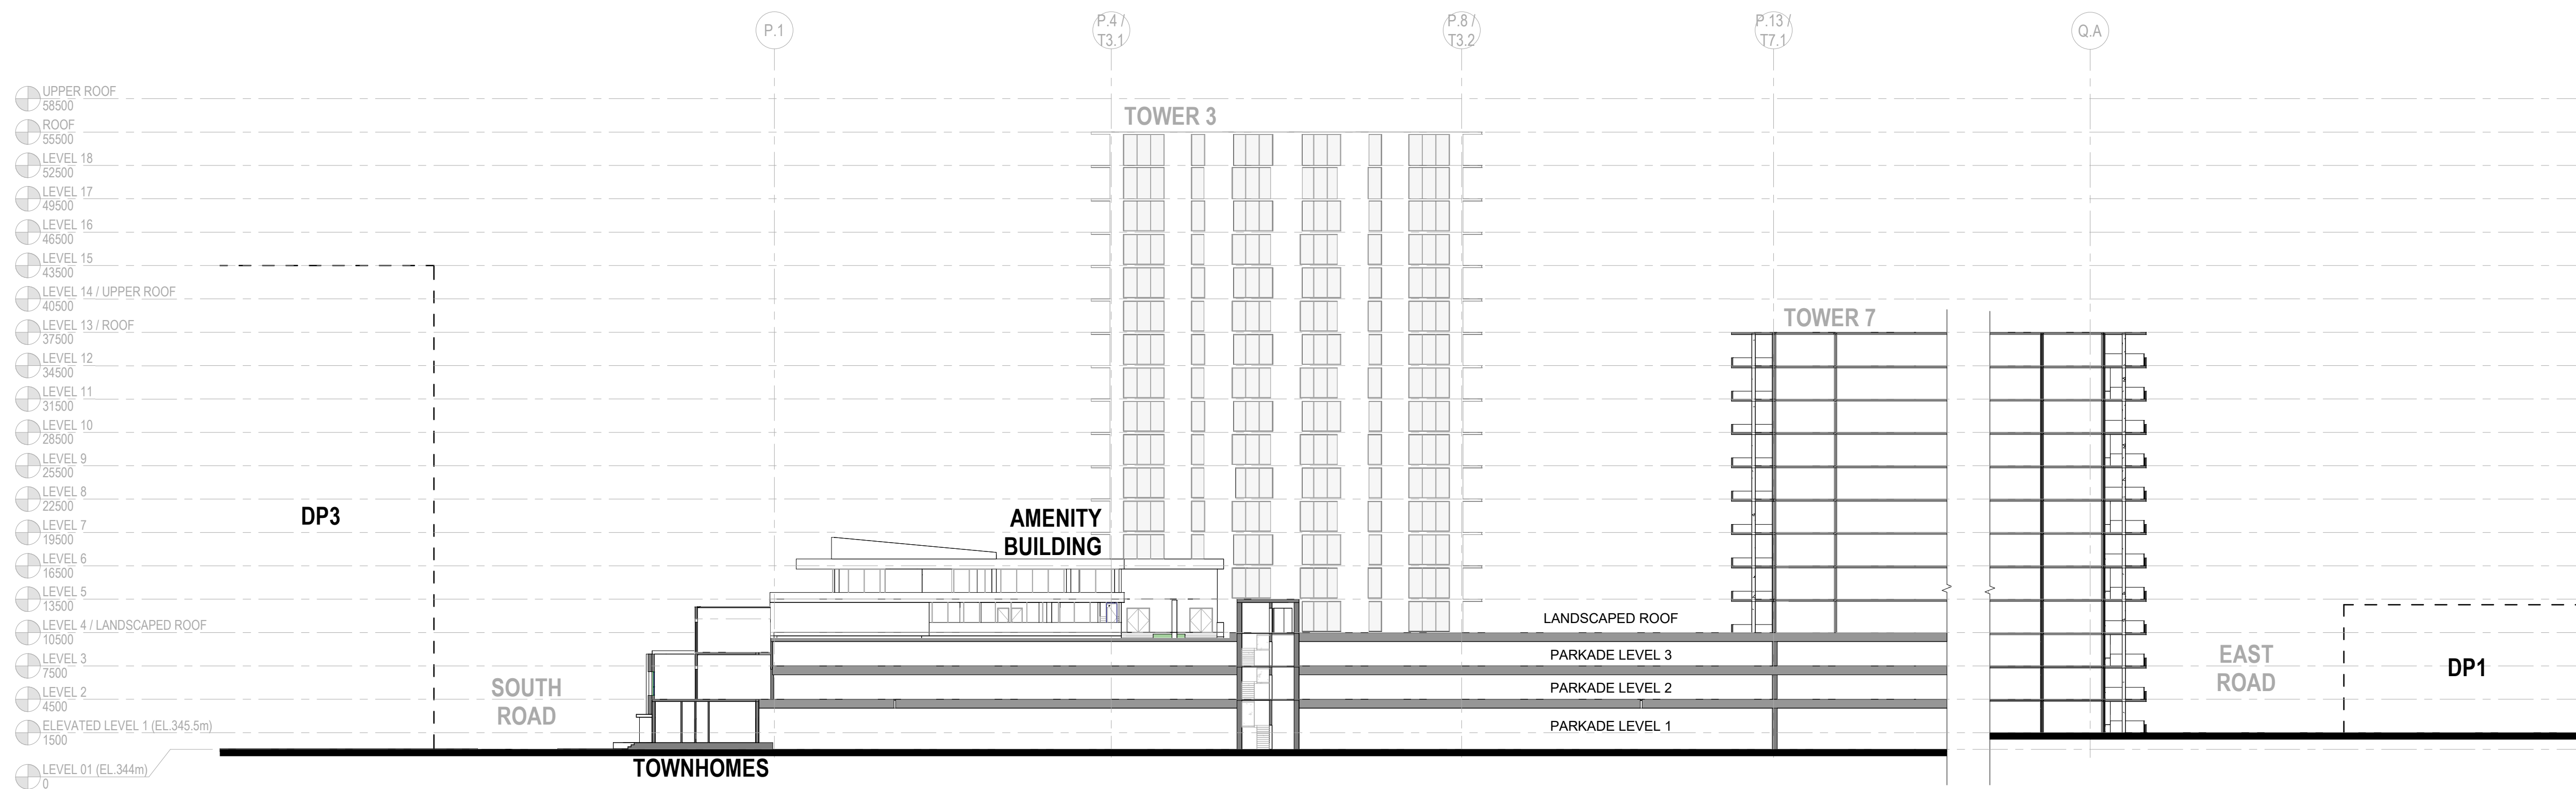 P.1
P.4 /
T3.1
P.8 /
T3.2
P.13 /
T7.1
Q.A
UPPER ROOF
58500
ROOF
55500
LEVEL 18
52500
LEVEL 17
49500
LEVEL 16
46500
LEVEL 15
43500
LEVEL 14 / UPPER ROOF
40500
LEVEL 13 / ROOF
37500
LEVEL 12
34500
LEVEL 11
31500
LEVEL 10
28500
LEVEL 9
25500
LEVEL 8
22500
LEVEL 7
19500
LEVEL 6
16500
LEVEL 5
13500
LEVEL 4 / LANDSCAPED ROOF
10500
LEVEL 3
7500
LEVEL 2
4500
ELEVATED LEVEL 1 (EL.345.5m)
1500
LEVEL 01 (EL.344m)
0
DP3
SOUTH
ROAD
TOWNHOMES
AMENITY
BUILDING
TOWER 3
TOWER 7
LANDSCAPED ROOF
PARKADE LEVEL 3
PARKADE LEVEL 2
PARKADE LEVEL 1
EAST
ROAD
DP1